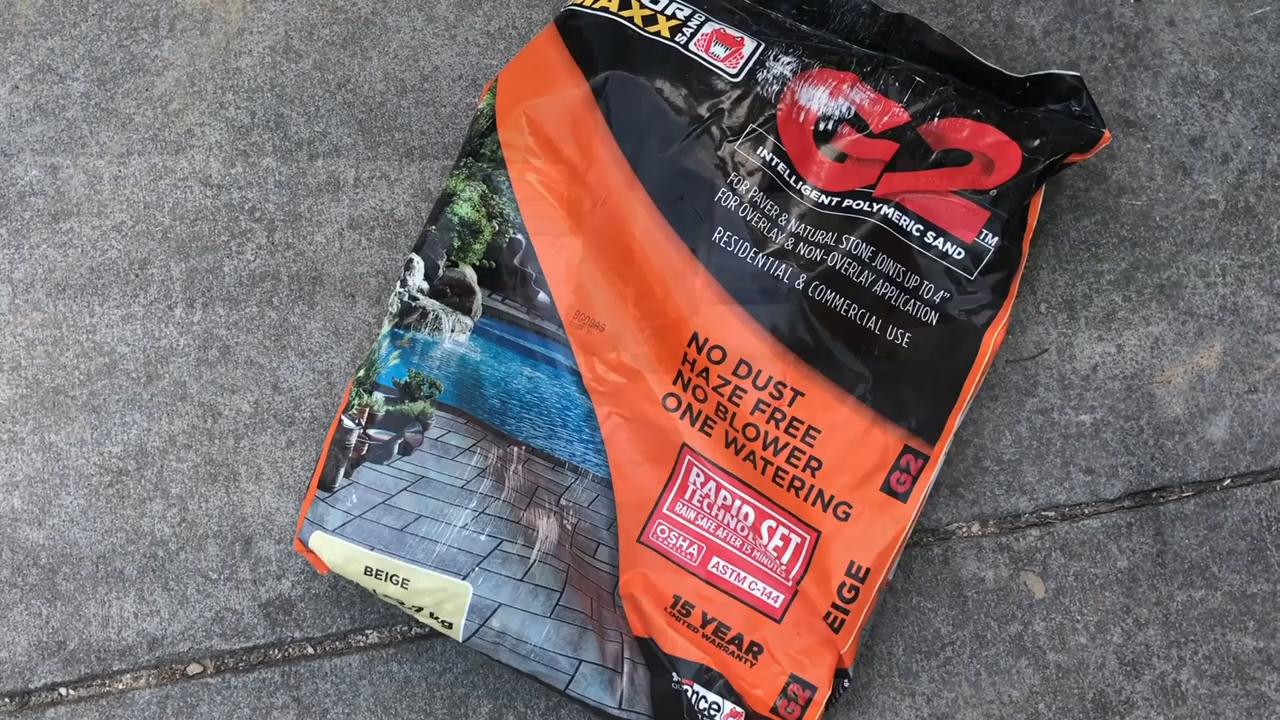 MAXX
SAND
G2
INTELLIGENT POLYMERIC SAND™
FOR PAVER & NATURAL STONE JOINTS UP TO 4"
FOR OVERLAY & NON-OVERLAY APPLICATION
RESIDENTIAL & COMMERCIAL USE
NO DUST
HAZE FREE
NO BLOWER
ONE WATERING
G2
RAPID SET
RAIN SAFE AFTER 15 MINUTES
OSHA
ASTM C-144
15 YEAR
LIMITED WARRANTY
EIGE
G2
BEIGE
kg
nce